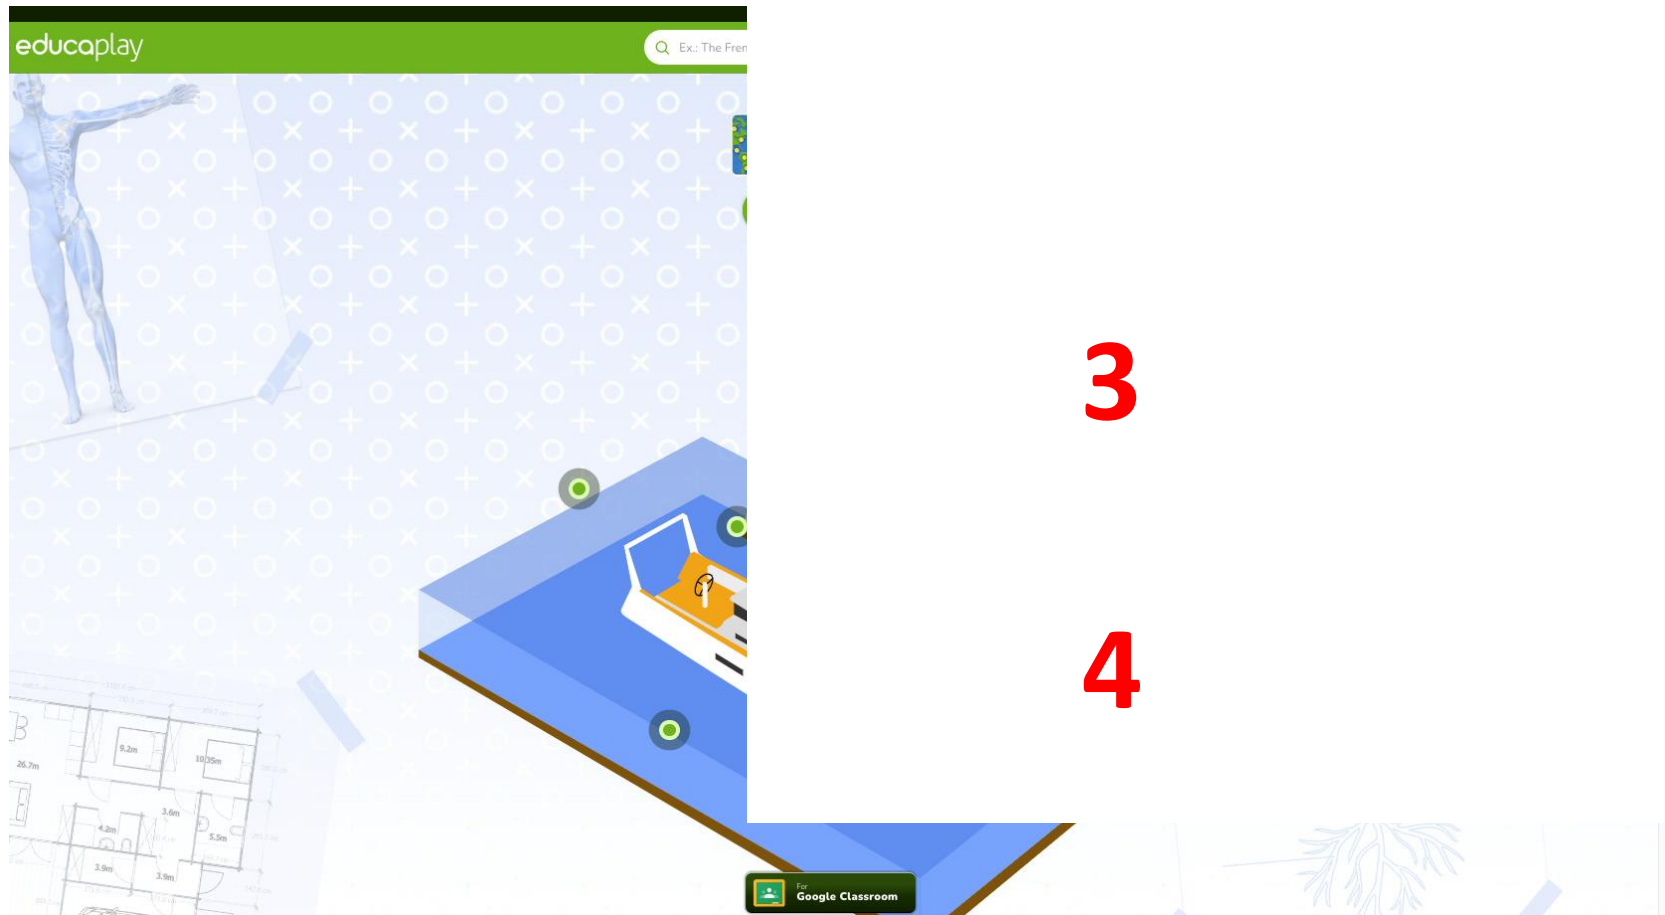 educaplay
Ex.: The Fren
3
4
9.2m
10.35m
26.7m
3.6m
4.2m
5.5m
3.9m
3.9m
For
Google Classroom